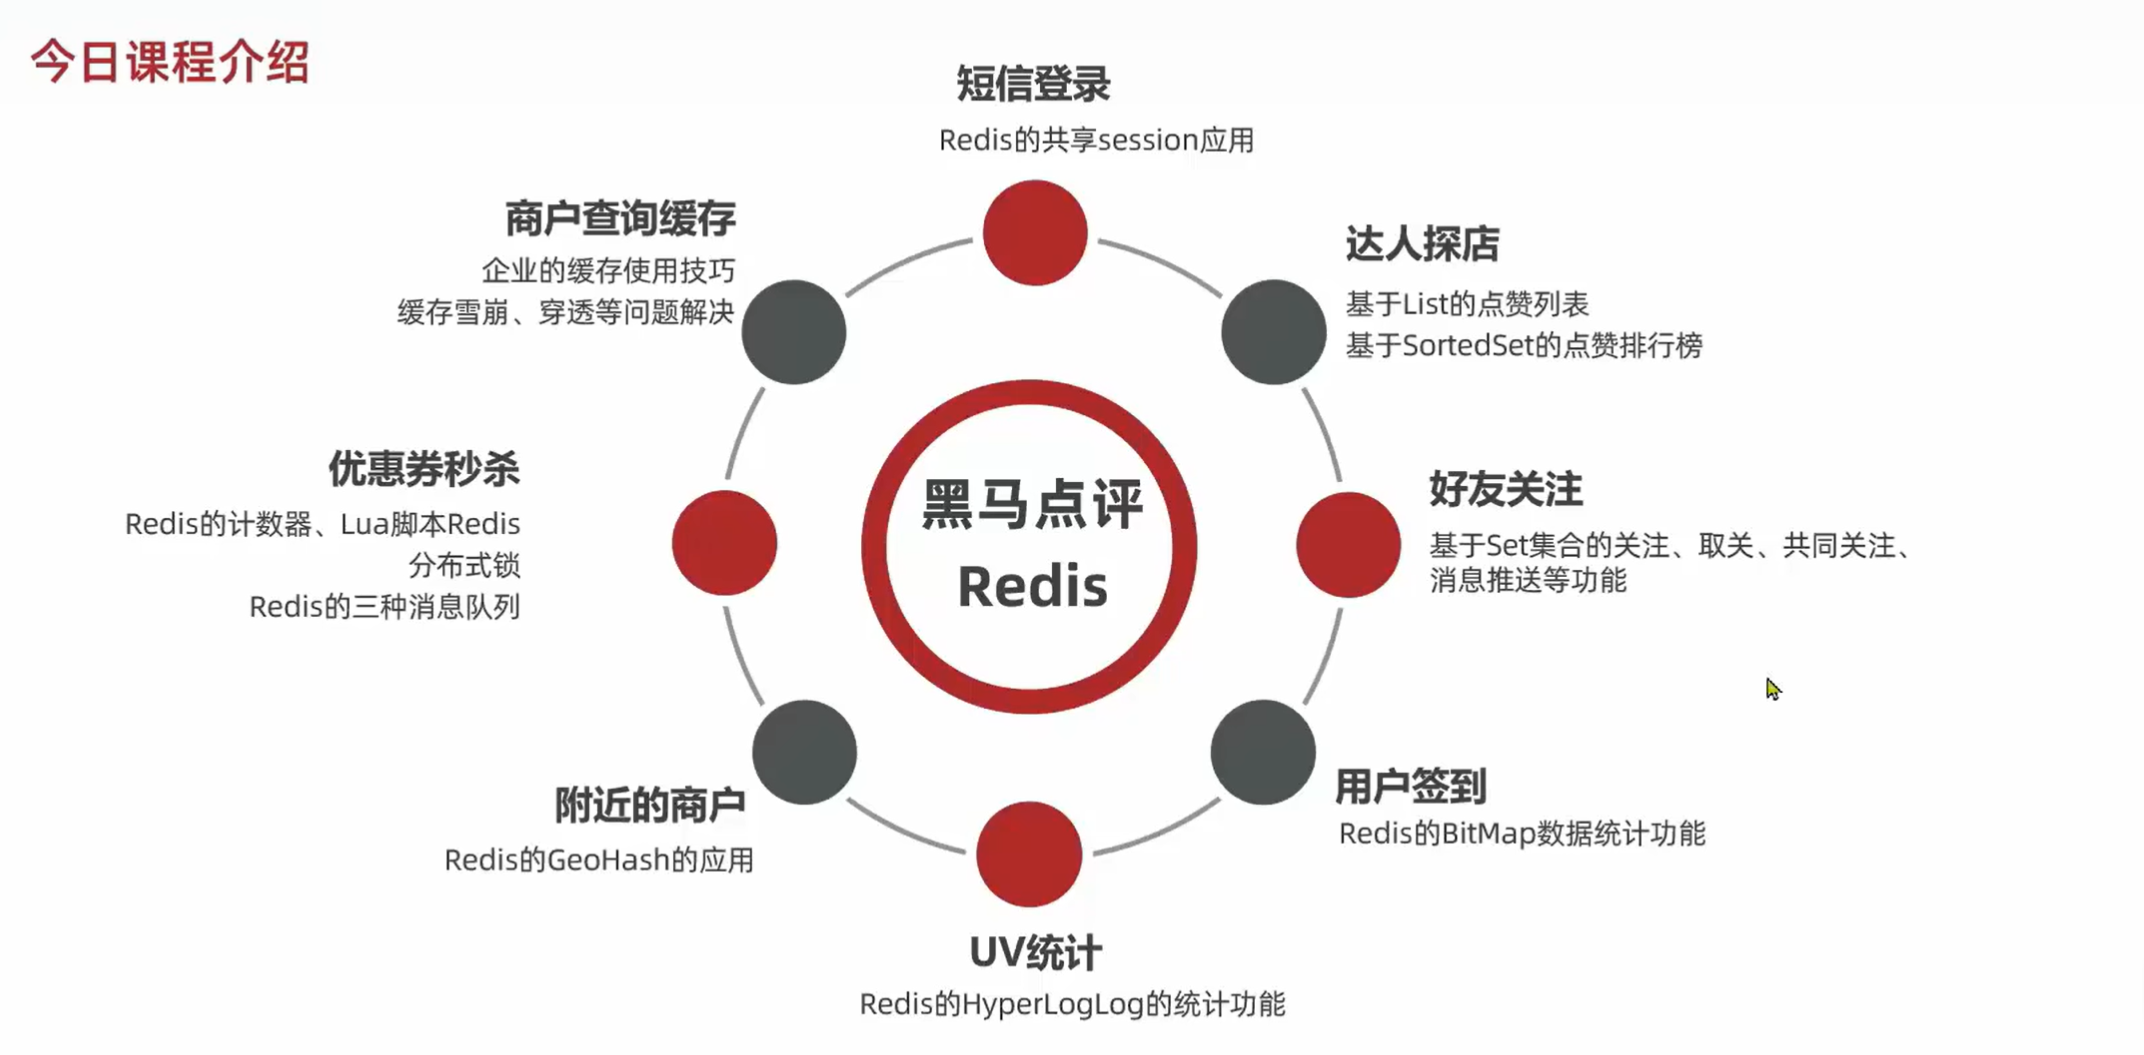 今日课程介绍
短信登录
Redis的共享session应用
商户查询缓存
企业的缓存使用技巧
缓存雪崩、穿透等问题解决
达人探店
基于List的点赞列表
基于SortedSet的点赞排行榜
优惠券秒杀
Redis的计数器、Lua脚本Redis
分布式锁
Redis的三种消息队列
黑马点评
Redis
好友关注
基于Set集合的关注、取关、共同关注、
消息推送等功能
附近的商户
Redis的GeoHash的应用
用户签到
Redis的BitMap数据统计功能
UV统计
Redis的HyperLogLog的统计功能